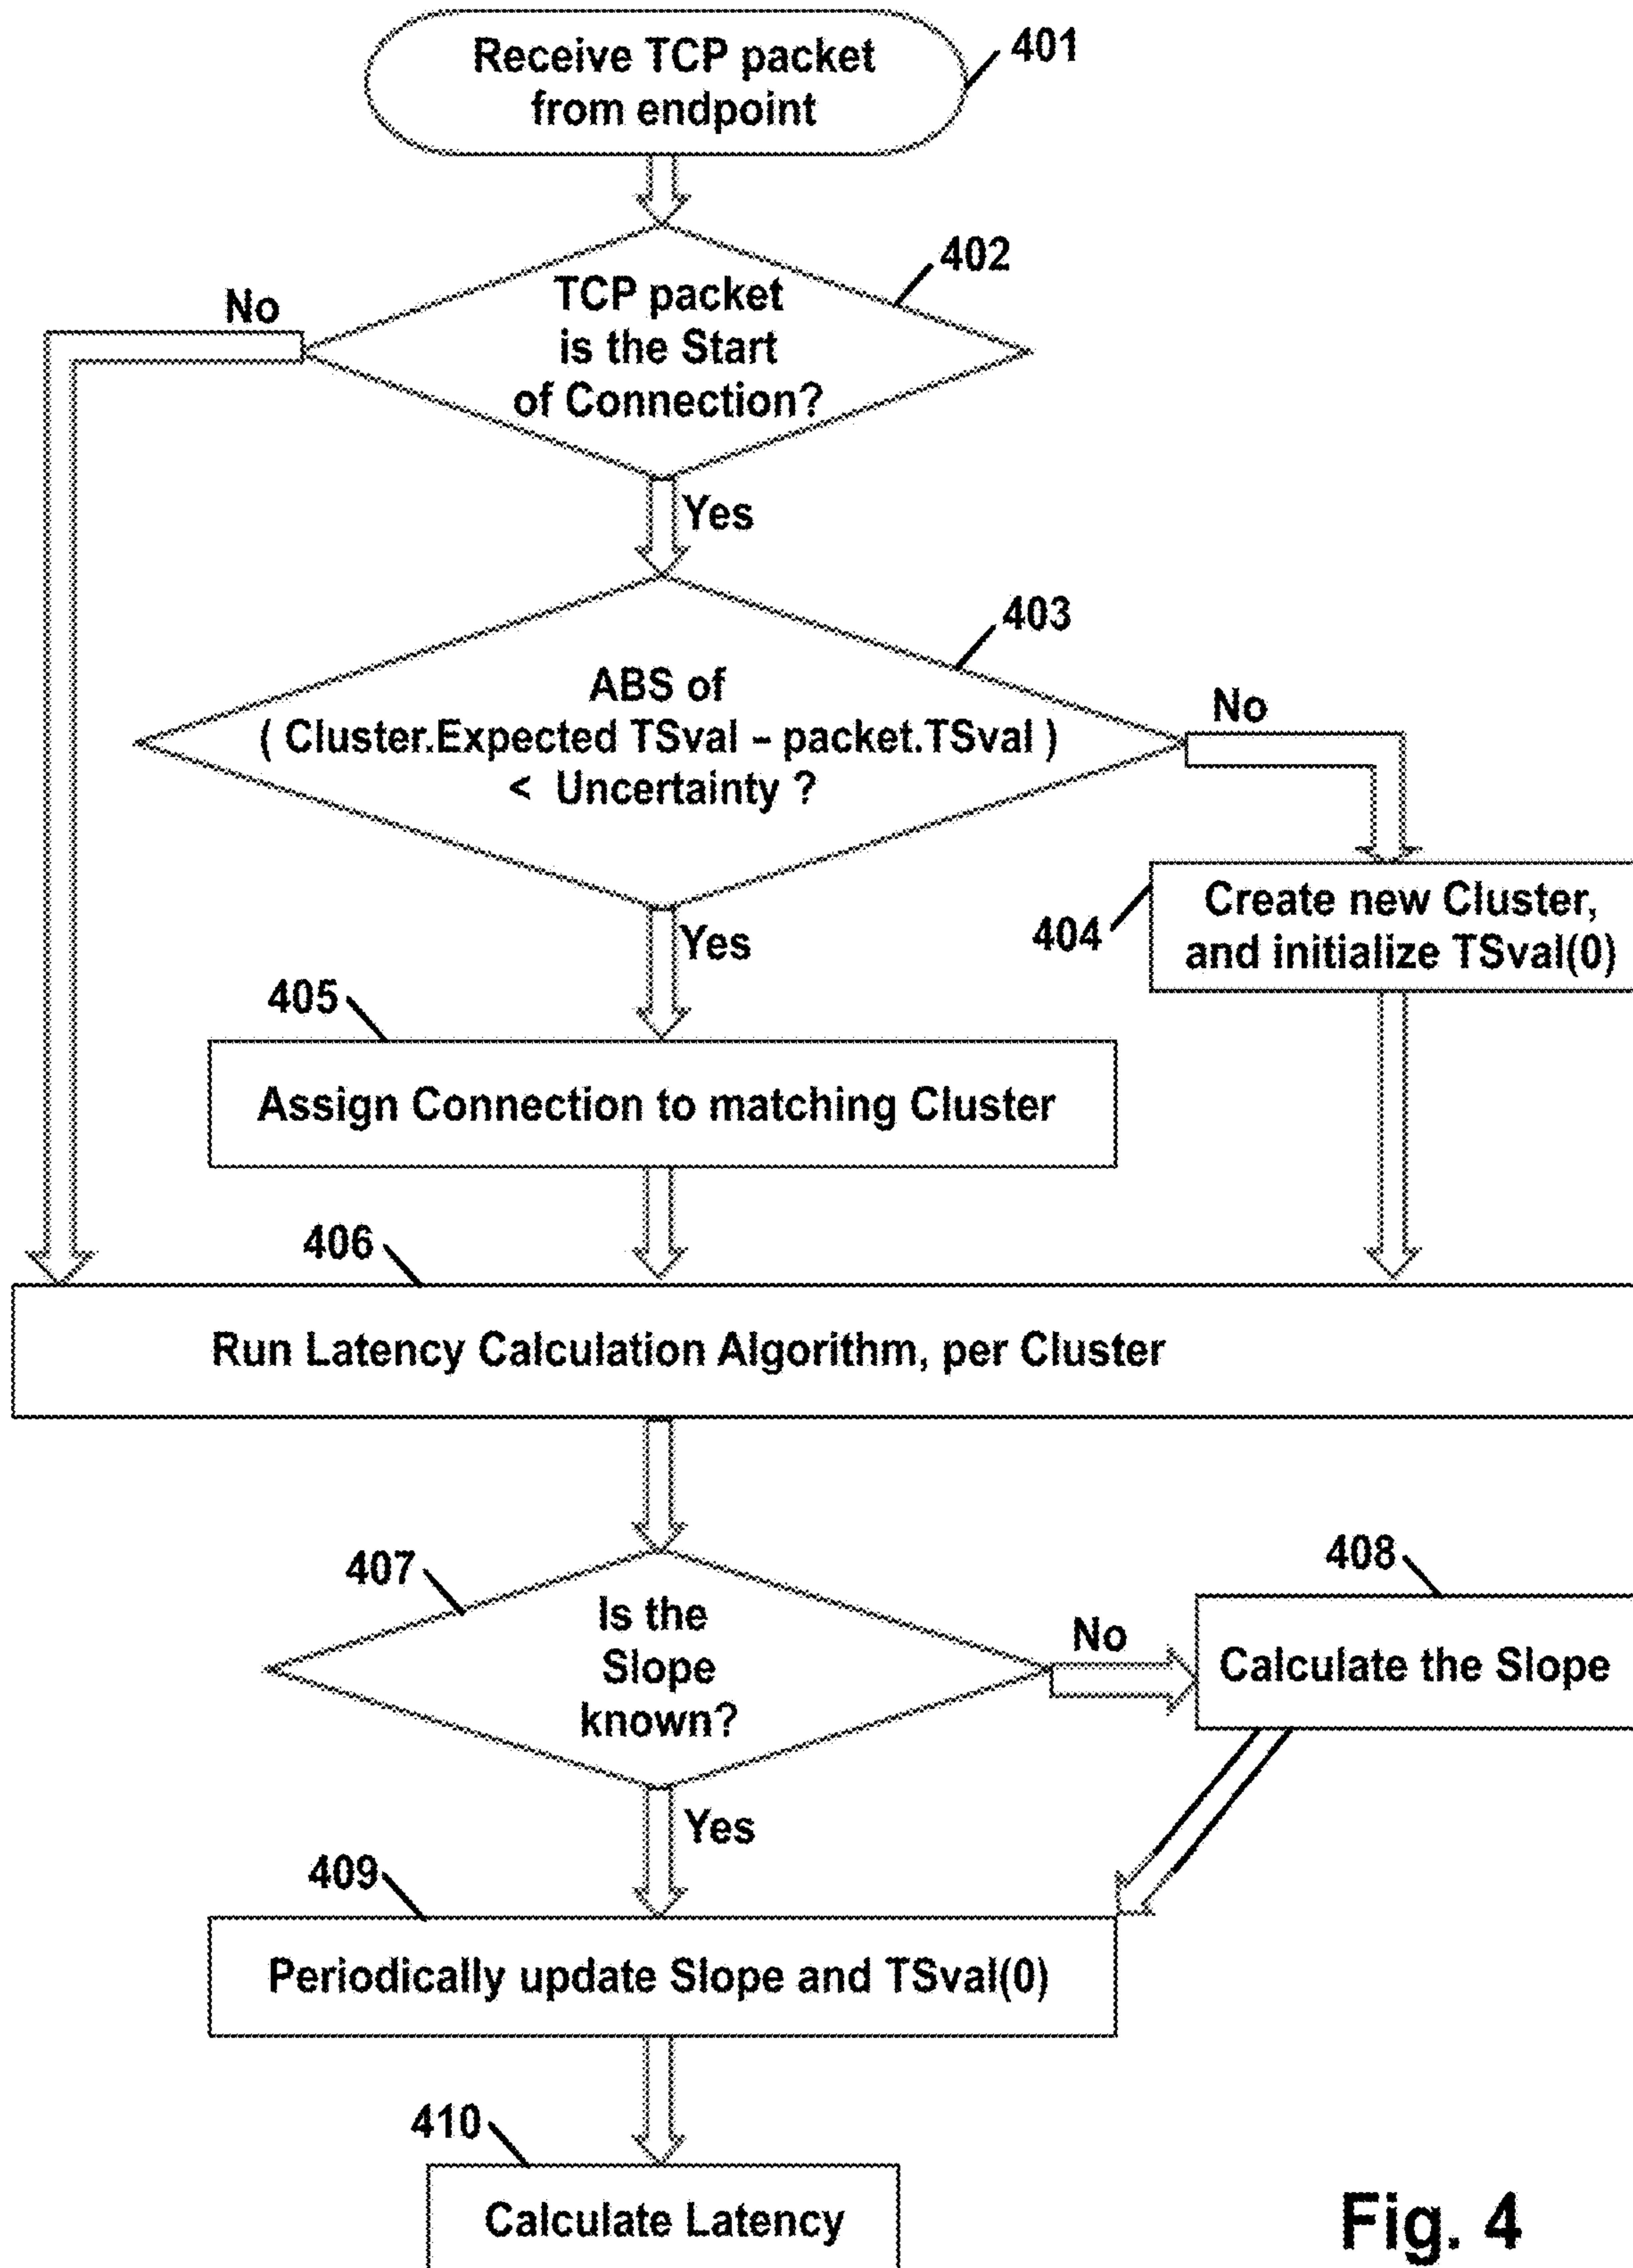 Receive TCP packet
from endpoint
401
402
TCP packet
is the Start
of Connection?
No
Yes
403
ABS of
( Cluster.Expected TSval – packet.TSval )
< Uncertainty ?
No
Yes
404
Create new Cluster,
and initialize TSval(0)
405
Assign Connection to matching Cluster
406
Run Latency Calculation Algorithm, per Cluster
407
Is the
Slope
known?
No
408
Calculate the Slope
Yes
409
Periodically update Slope and TSval(0)
410
Calculate Latency
Fig. 4